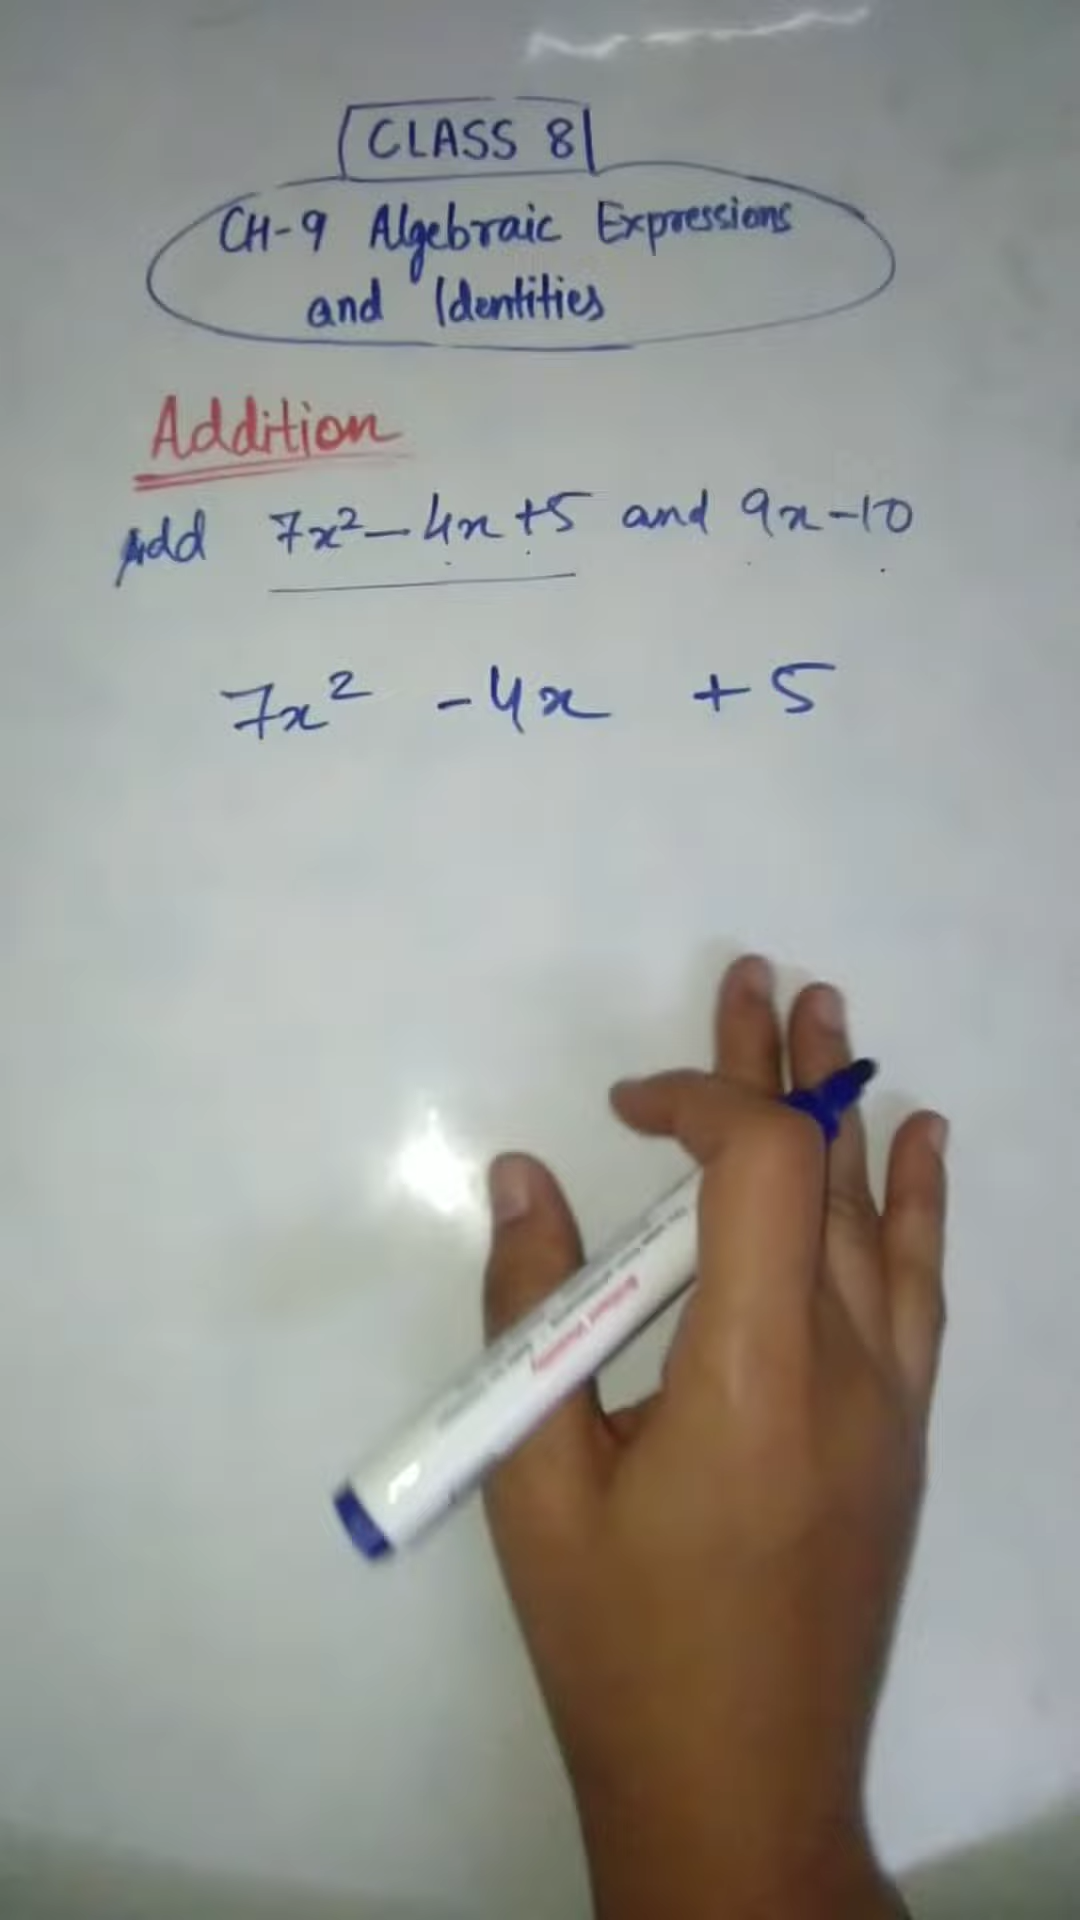 CLASS 8
CH-9 Algebraic Expressions
and Identities
Addition
Add 7x² - 4x + 5 and 9x - 10
7x² - 4x + 5